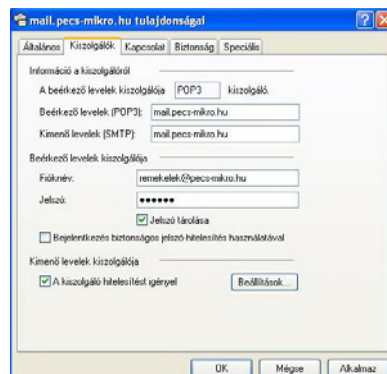 mail.pecs-mikro.hu tulajdonságai
Általános Kiszolgálók Kapcsolat Biztonság Speciális
Információ a kiszolgálóról
A beérkező levelek kiszolgálója POP3 kiszolgáló.
Beérkező levelek (POP3): mail.pecs-mikro.hu
Kimenő levelek (SMTP): mail.pecs-mikro.hu
Beérkező levelek kiszolgálója
Fióknév: remekelek@pecs-mikro.hu
Jelszó: ••••••
Jelszó tárolása
Bejelentkezés biztonságos jelszó hitelesítés használatával
Kimenő levelek kiszolgálója
A kiszolgáló hitelesítést igényel Beállítások...
OK Mégse Alkalmaz